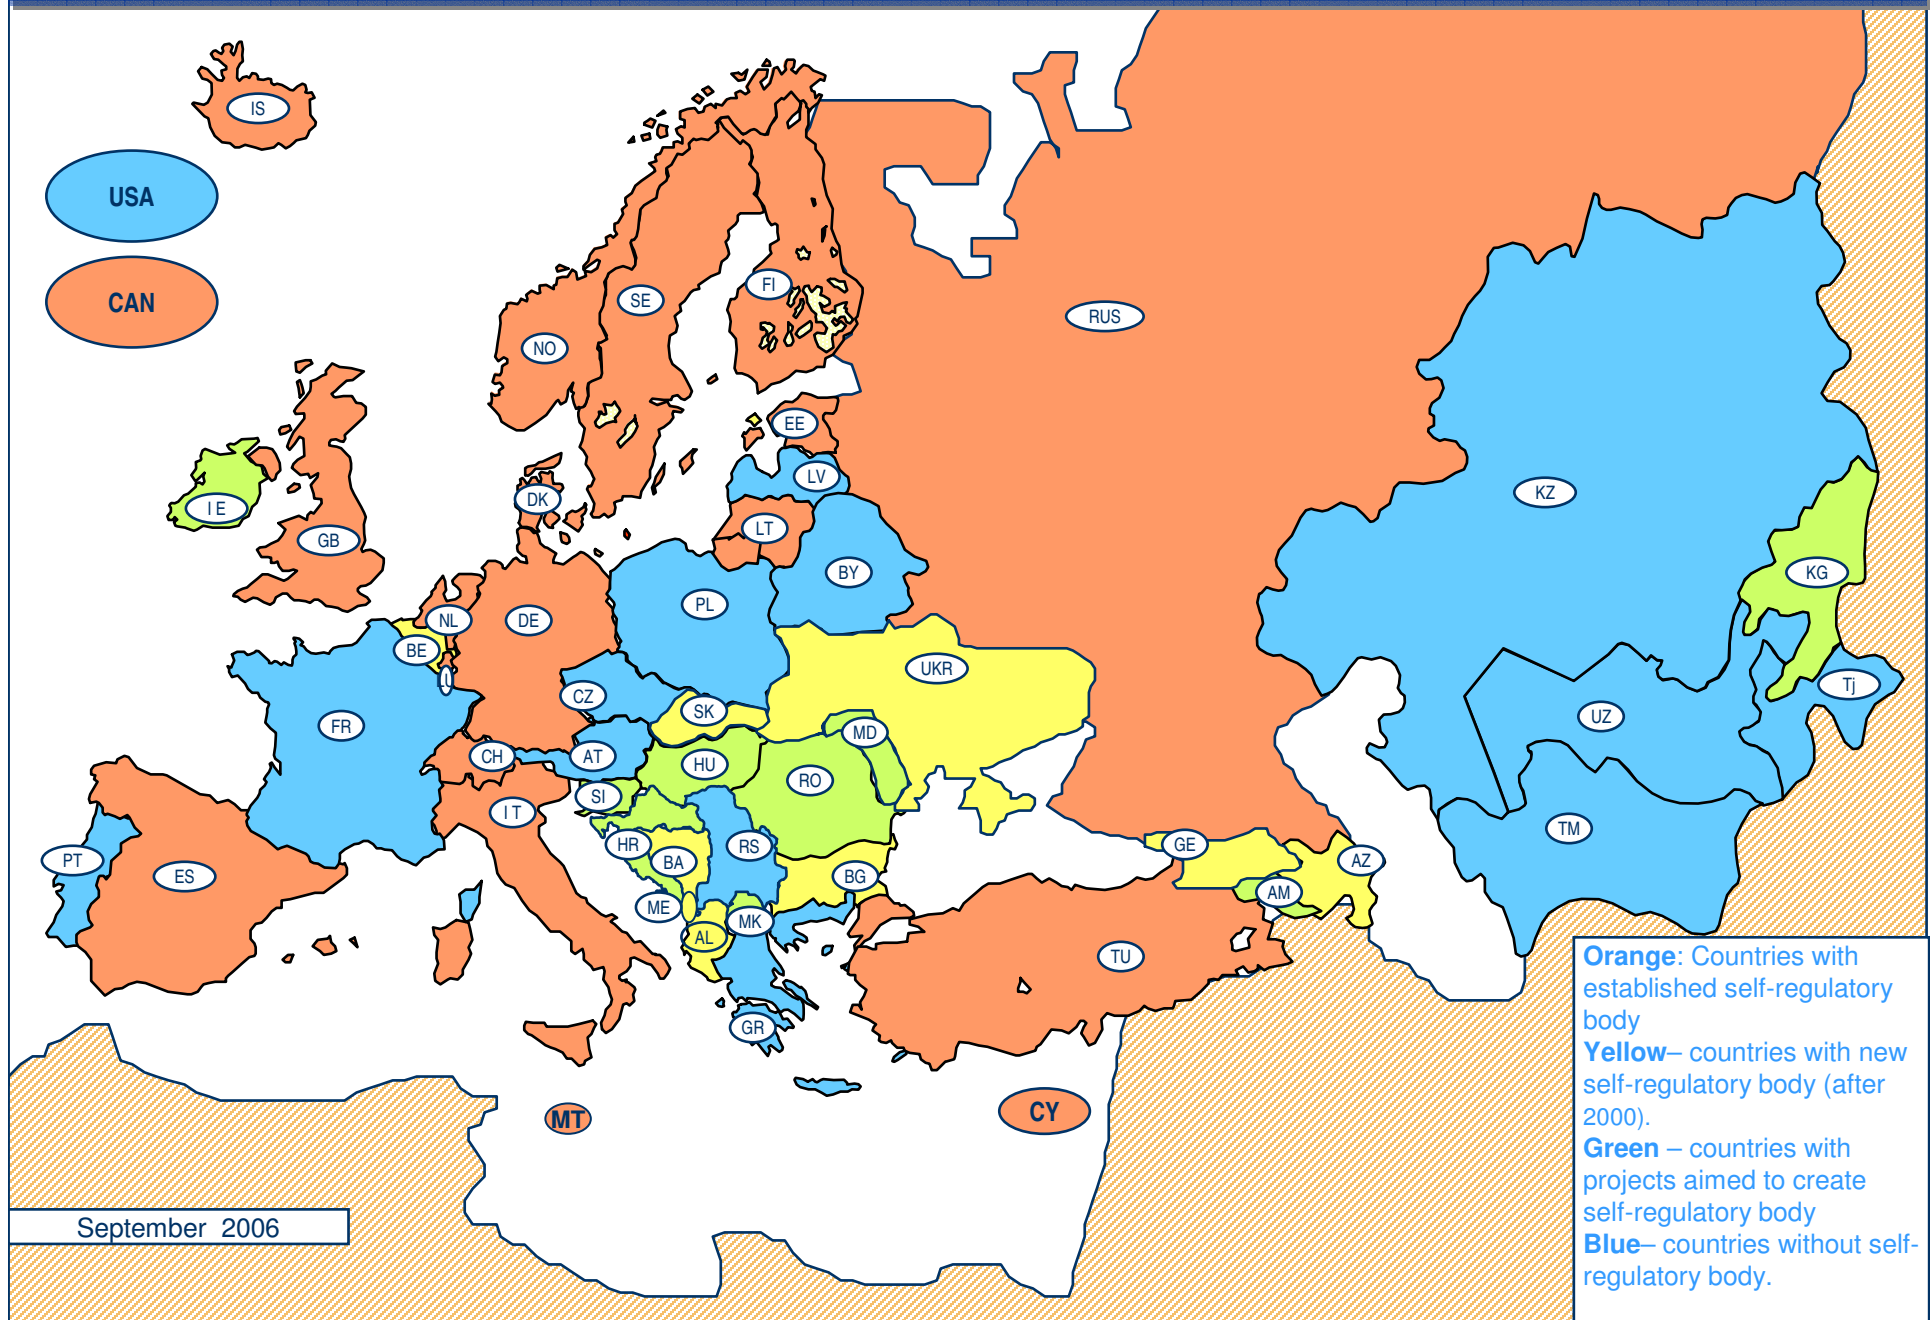 IS
USA
CAN
FI
SE
RUS
NO
EE
LV
KZ
DK
I E
LT
GB
BY
KG
PL
NL
DE
BE
UKR
LU
Tj
CZ
SK
FR
UZ
MD
CH
AT
HU
RO
SI
I T
TM
HR
RS
GE
BA
PT
AZ
ES
BG
AM
ME
MK
AL
TU
GR
MT
CY
Orange: Countries with
established self-regulatory
body
Yellow– countries with new
self-regulatory body (after
2000).
Green – countries with
projects aimed to create
self-regulatory body
Blue– countries without self-
regulatory body.
September 2006